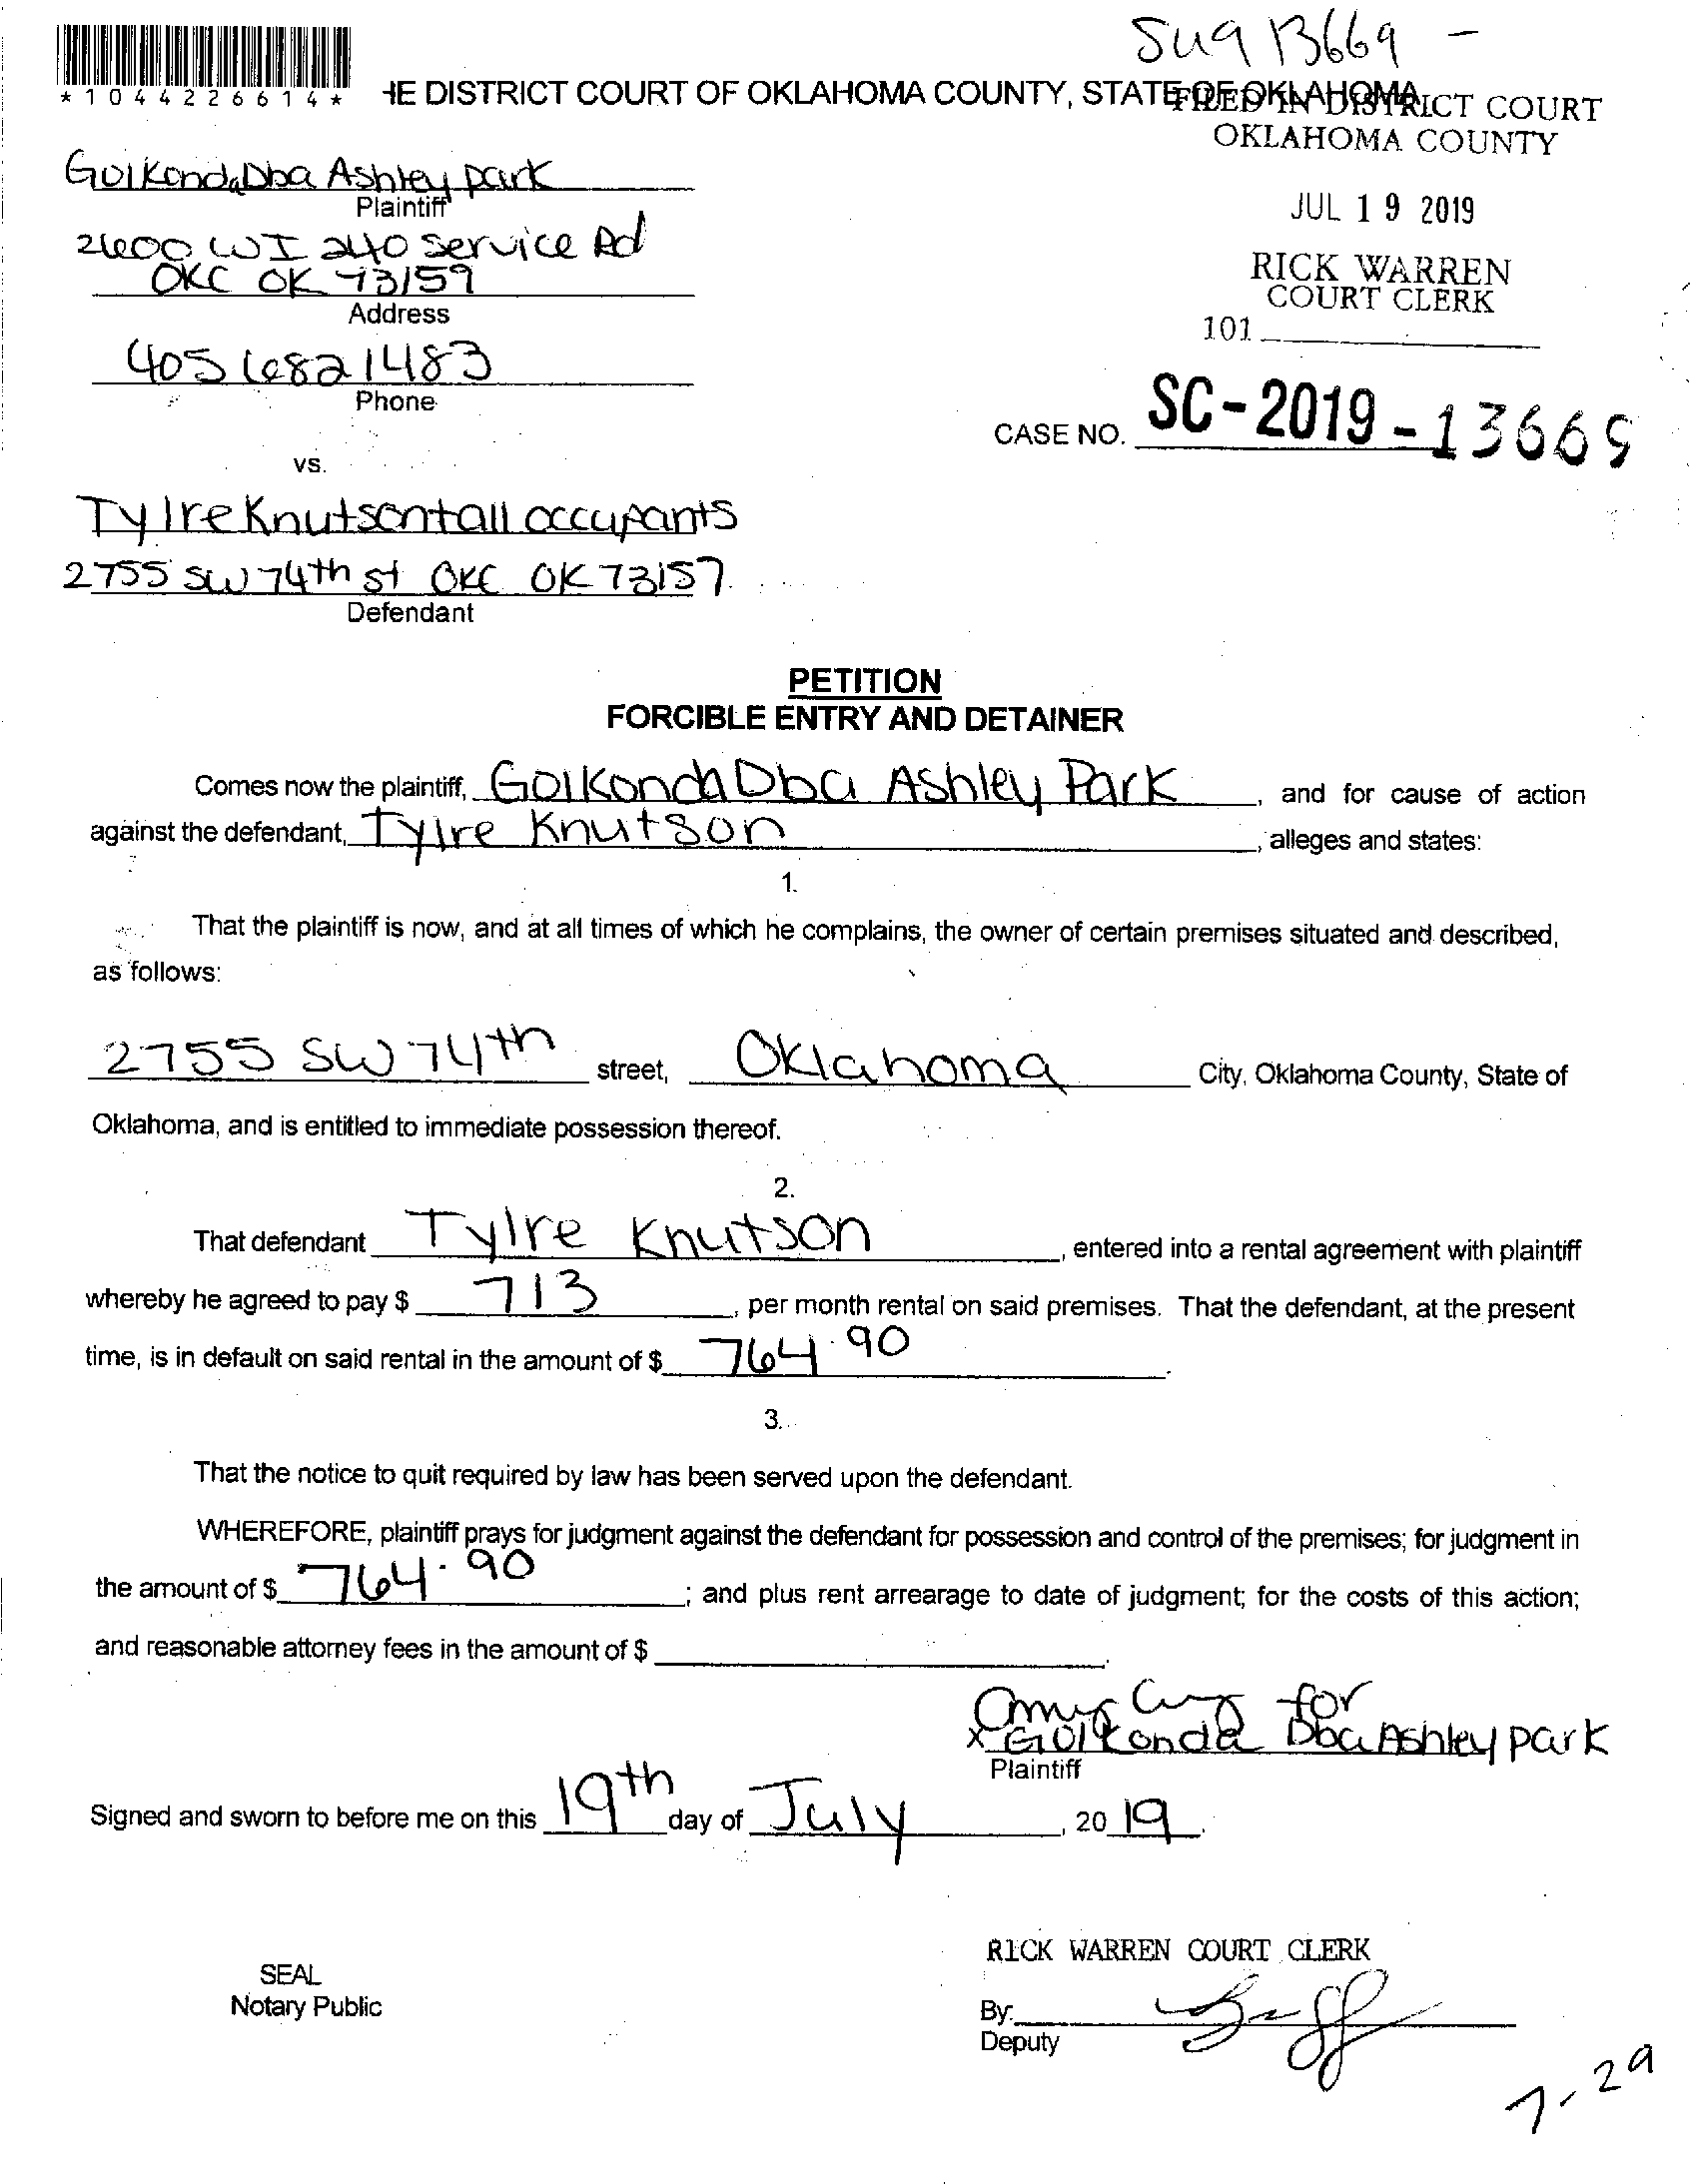 Su9 13669 -
*1044226614*
HE DISTRICT COURT OF OKLAHOMA COUNTY, STATE OF OKLAHOMA
FILED IN DISTRICT COURT
OKLAHOMA COUNTY
JUL 19 2019
RICK WARREN
COURT CLERK
101
Golkonda Dba Ashley park
Plaintiff
2600 W I 240 Service Rd
OKC OK 73159
Address
405 682 1483
Phone
CASE NO. SC-2019-13669
vs.
Tylre Knutson + all occupants
2755 SW 74th st OKC OK 73157
Defendant
PETITION
FORCIBLE ENTRY AND DETAINER
Comes now the plaintiff, Golkonda Dba Ashley Park, and for cause of action
against the defendant, Tylre Knutson, alleges and states:
1.
That the plaintiff is now, and at all times of which he complains, the owner of certain premises situated and described,
as follows:
2755 SW 74th street, Oklahoma City, Oklahoma County, State of
Oklahoma, and is entitled to immediate possession thereof.
2.
That defendant Tylre Knutson, entered into a rental agreement with plaintiff
whereby he agreed to pay $ 713, per month rental on said premises. That the defendant, at the present
time, is in default on said rental in the amount of $ 764.90.
3.
That the notice to quit required by law has been served upon the defendant.
WHEREFORE, plaintiff prays for judgment against the defendant for possession and control of the premises; for judgment in
the amount of $ 764.90; and plus rent arrearage to date of judgment; for the costs of this action;
and reasonable attorney fees in the amount of $
for
x Golkonda Dba Ashley park
Plaintiff
Signed and sworn to before me on this 19th day of July, 20 19.
SEAL
Notary Public
RICK WARREN COURT CLERK
By:
Deputy
7-29